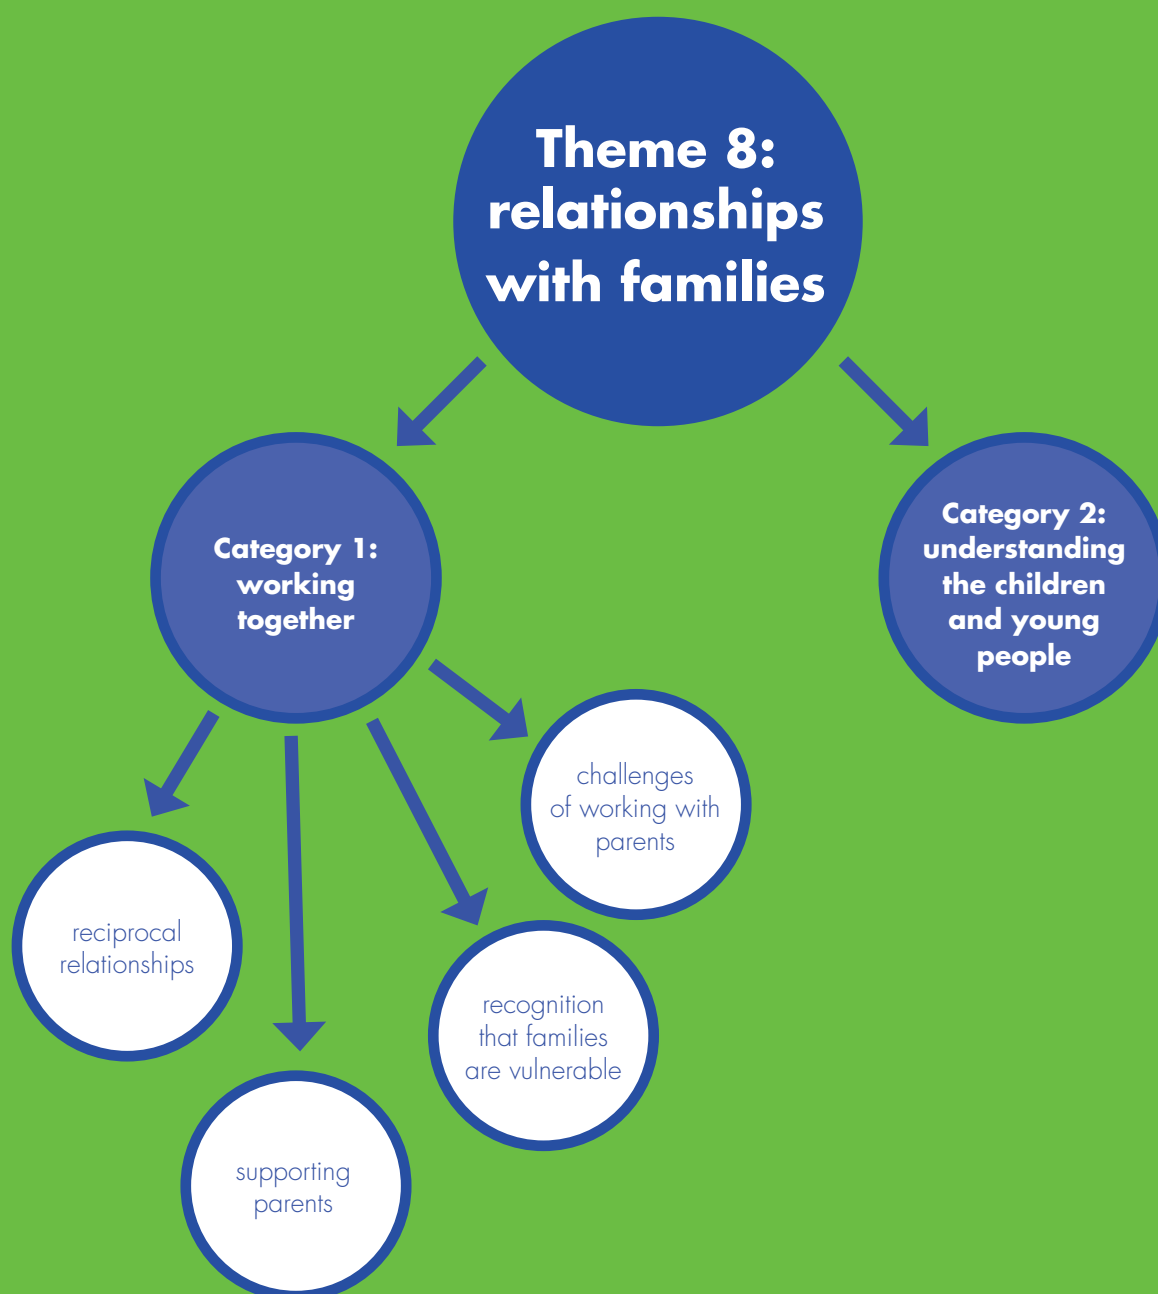 Theme 8:
relationships
with families
Category 1:
working
together
Category 2:
understanding
the children
and young
people
challenges
of working with
parents
reciprocal
relationships
recognition
that families
are vulnerable
supporting
parents